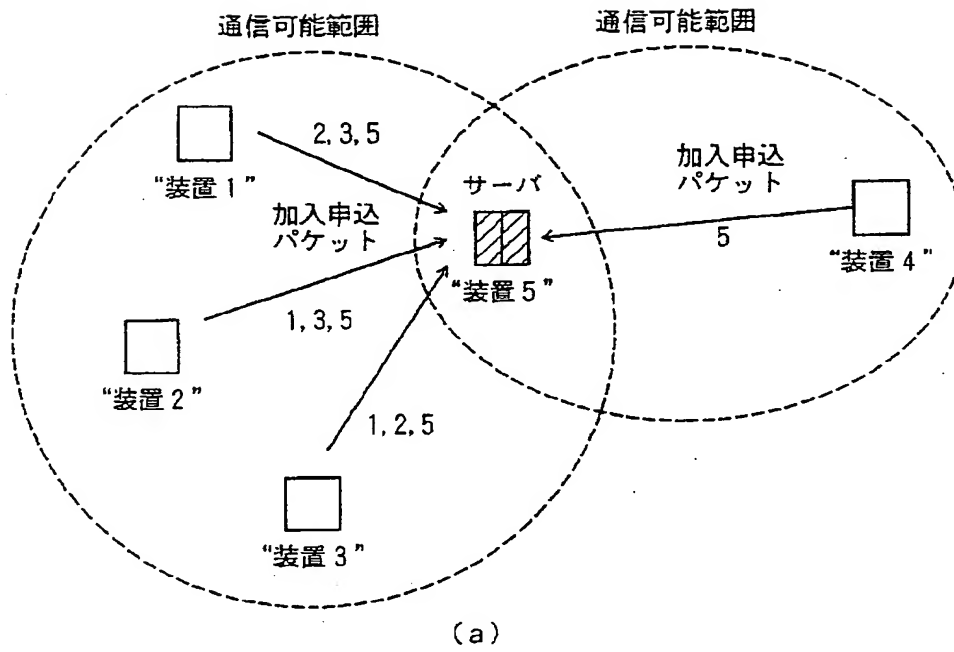 通信可能範囲
通信可能範囲
2,3,5
“装置1”
加入申込
パケット
サーバ
加入申込
パケット
5
“装置4”
“装置5”
1,3,5
“装置2”
1,2,5
“装置3”
(a)